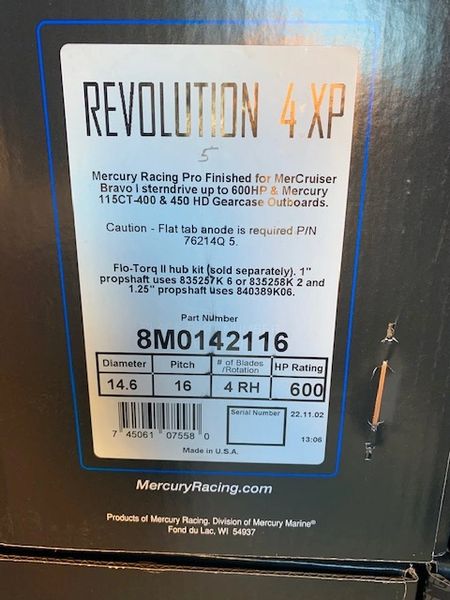 REVOLUTION 4 XP
5
Mercury Racing Pro Finished for MerCruiser
Bravo I sterndrive up to 600HP & Mercury
115CT-400 & 450 HD Gearcase Outboards.
Caution - Flat tab anode is required P/N
76214Q 5.
Flo-Torq II hub kit (sold separately). 1"
propshaft uses 835257K 6 or 835258K 2 and
1.25" propshaft uses 840389K06.
Part Number
8M0142116
Diameter Pitch # of Blades /Rotation HP Rating
14.6 16 4 RH 600
Serial Number 22.11.02
13:06
7 45061 07558 0
Made in U.S.A.
MercuryRacing.com
Products of Mercury Racing. Division of Mercury Marine®
Fond du Lac, WI 54937